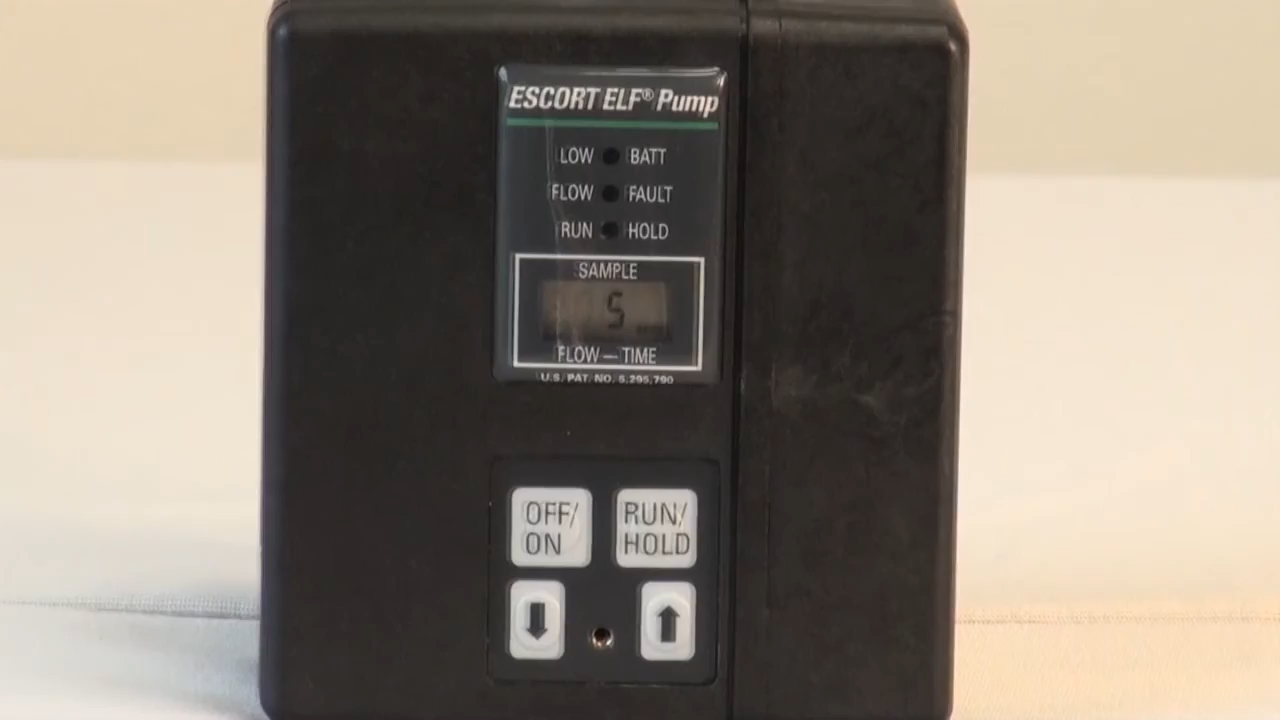 ESCORT ELF® Pump
LOW BATT
FLOW FAULT
RUN HOLD
SAMPLE
5
FLOW — TIME
U.S. PAT. NO. 5,295,790
OFF/ RUN/
ON HOLD